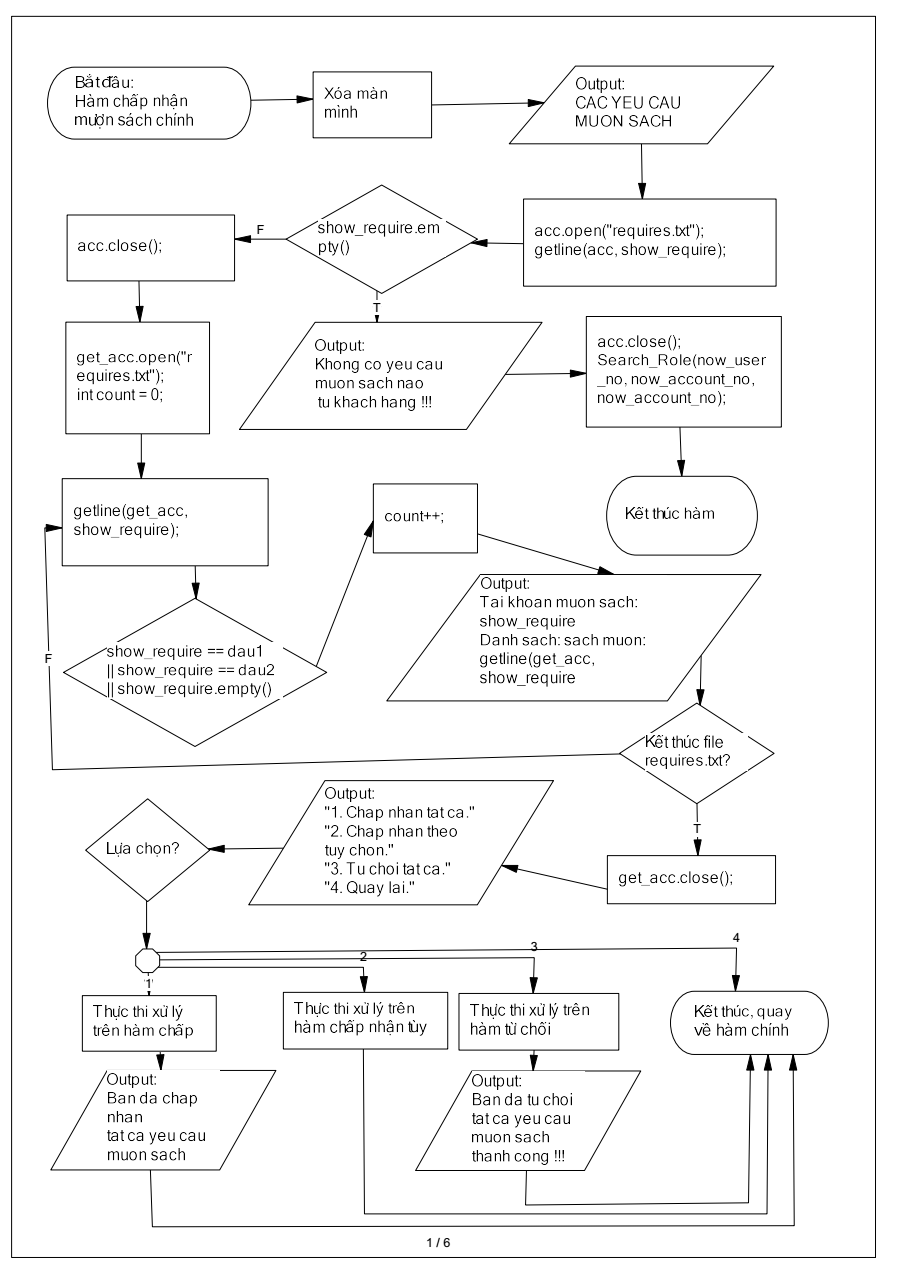 Bắt đầu:
Hàm chấp nhận
mượn sách chính
Xóa màn
mình
Output:
CAC YEU CAU
MUON SACH
acc.open("requires.txt");
getline(acc, show_require);
show_require.em
pty()
F
acc.close();
T
get_acc.open("r
equires.txt");
int count = 0;
Output:
Khong co yeu cau
muon sach nao
tu khach hang !!!
acc.close();
Search_Role(now_user
_no, now_account_no,
now_account_no);
Kết thúc hàm
getline(get_acc,
show_require);
count++;
show_require == dau1
|| show_require == dau2
|| show_require.empty()
F
Output:
Tai khoan muon sach:
show_require
Danh sach: sach muon:
getline(get_acc,
show_require
Kết thúc file
requires.txt?
T
get_acc.close();
Output:
"1. Chap nhan tat ca."
"2. Chap nhan theo
tuy chon."
"3. Tu choi tat ca."
"4. Quay lai."
Lựa chọn?
1
2
3
4
Thực thi xử lý
trên hàm chấp
Thực thi xử lý trên
hàm chấp nhận tùy
Thực thi xử lý trên
hàm từ chối
Kết thúc, quay
về hàm chính
Output:
Ban da chap
nhan
tat ca yeu cau
muon sach
Output:
Ban da tu choi
tat ca yeu cau
muon sach
thanh cong !!!
1 / 6